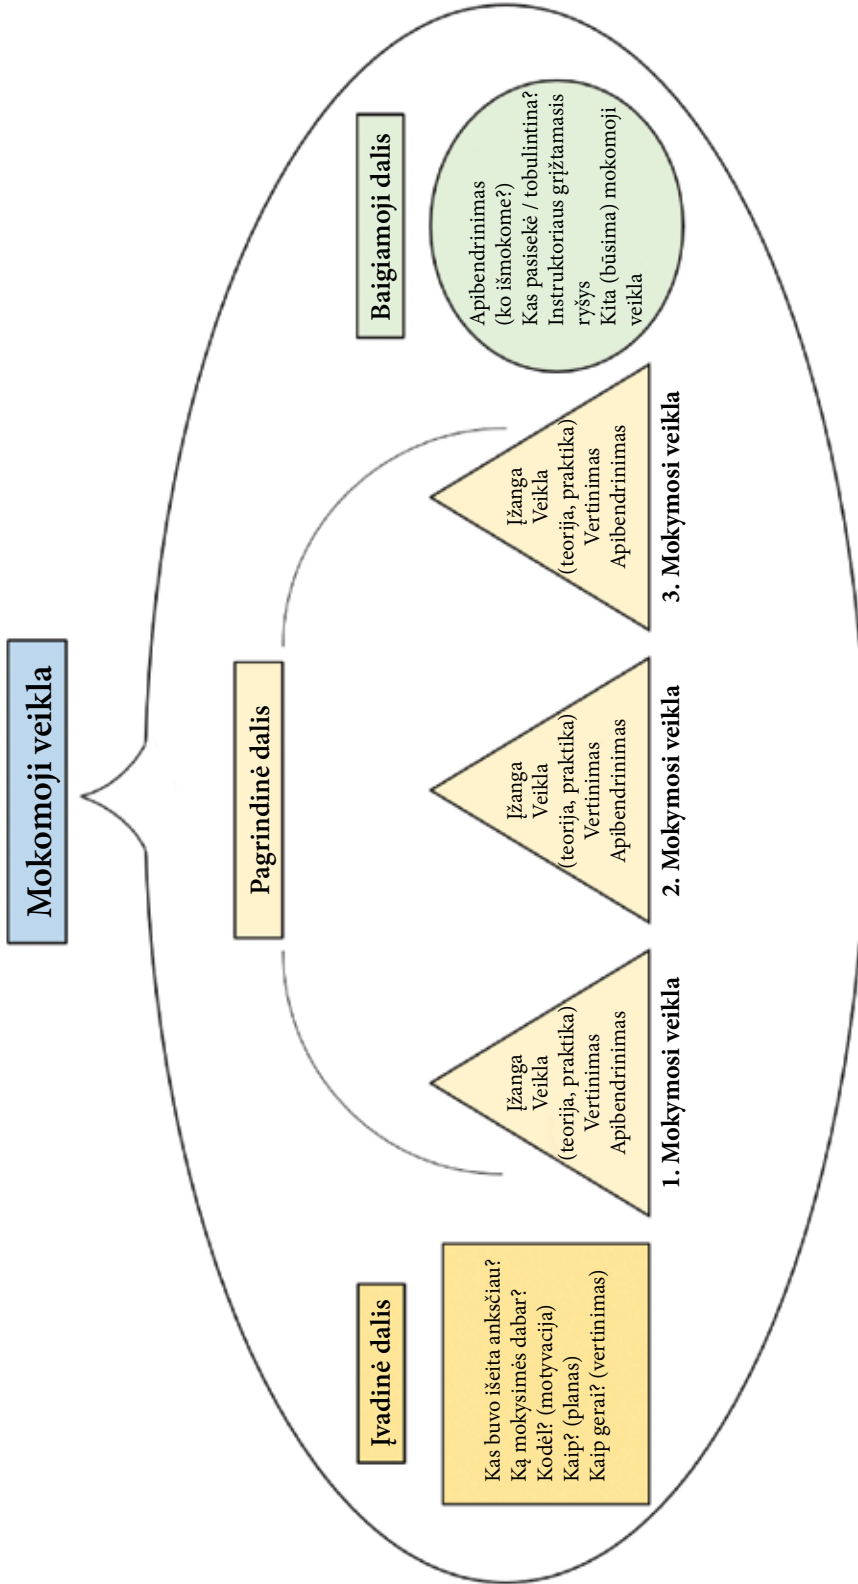 Mokomoji veikla
Įvadinė dalis
Kas buvo išeita anksčiau?
Ką mokysimės dabar?
Kodėl? (motyvacija)
Kaip? (planas)
Kaip gerai? (vertinimas)
Pagrindinė dalis
Įžanga
Veikla
(teorija, praktika)
Vertinimas
Apibendrinimas
1. Mokymosi veikla
Įžanga
Veikla
(teorija, praktika)
Vertinimas
Apibendrinimas
2. Mokymosi veikla
Įžanga
Veikla
(teorija, praktika)
Vertinimas
Apibendrinimas
3. Mokymosi veikla
Baigiamoji dalis
Apibendrinimas
(ko išmokome?)
Kas pasisekė / tobulintina?
Instruktoriaus grįžtamasis
ryšys
Kita (būsima) mokomoji
veikla